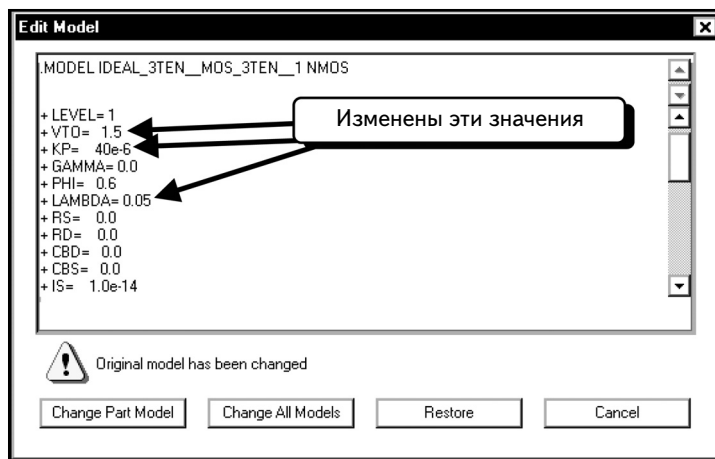 Edit Model
.MODEL IDEAL_3TEN__MOS_3TEN__1 NMOS
+ LEVEL= 1
+ VTO= 1.5
+ KP= 40e-6
+ GAMMA= 0.0
+ PHI= 0.6
+ LAMBDA= 0.05
+ RS= 0.0
+ RD= 0.0
+ CBD= 0.0
+ CBS= 0.0
+ IS= 1.0e-14
Изменены эти значения
Original model has been changed
Change Part Model Change All Models Restore Cancel